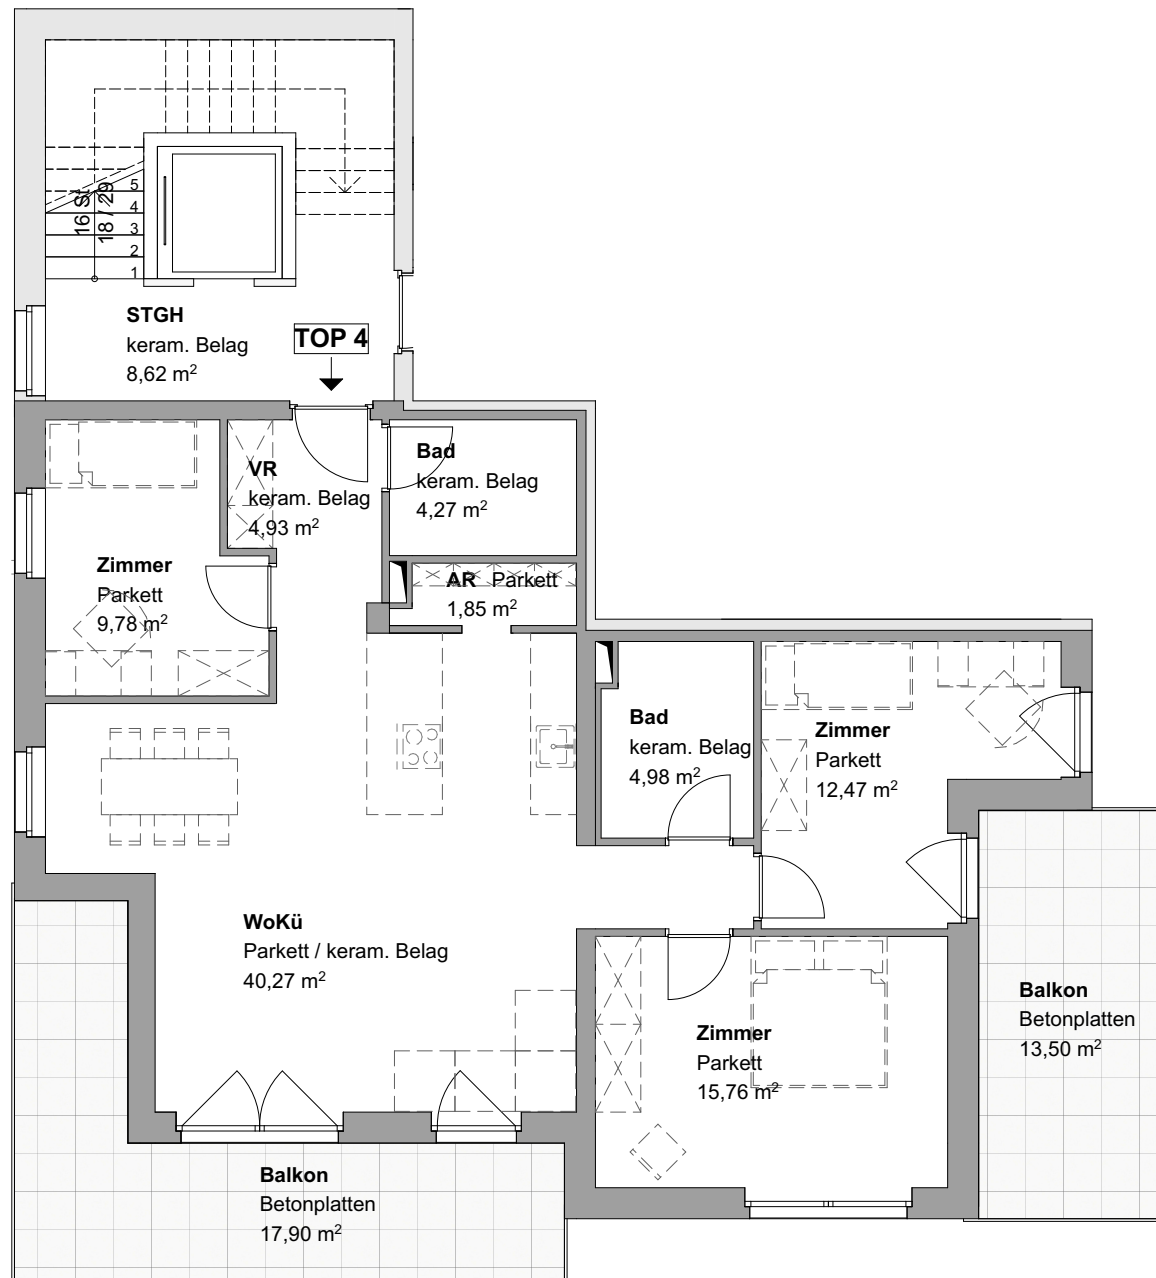 16 St
18 / 29
5
4
3
2
1
STGH
keram. Belag
8,62 m²
TOP 4
VR
keram. Belag
4,93 m²
Bad
keram. Belag
4,27 m²
Zimmer
Parkett
9,78 m²
AR Parkett
1,85 m²
Bad
keram. Belag
4,98 m²
Zimmer
Parkett
12,47 m²
WoKü
Parkett / keram. Belag
40,27 m²
Zimmer
Parkett
15,76 m²
Balkon
Betonplatten
13,50 m²
Balkon
Betonplatten
17,90 m²